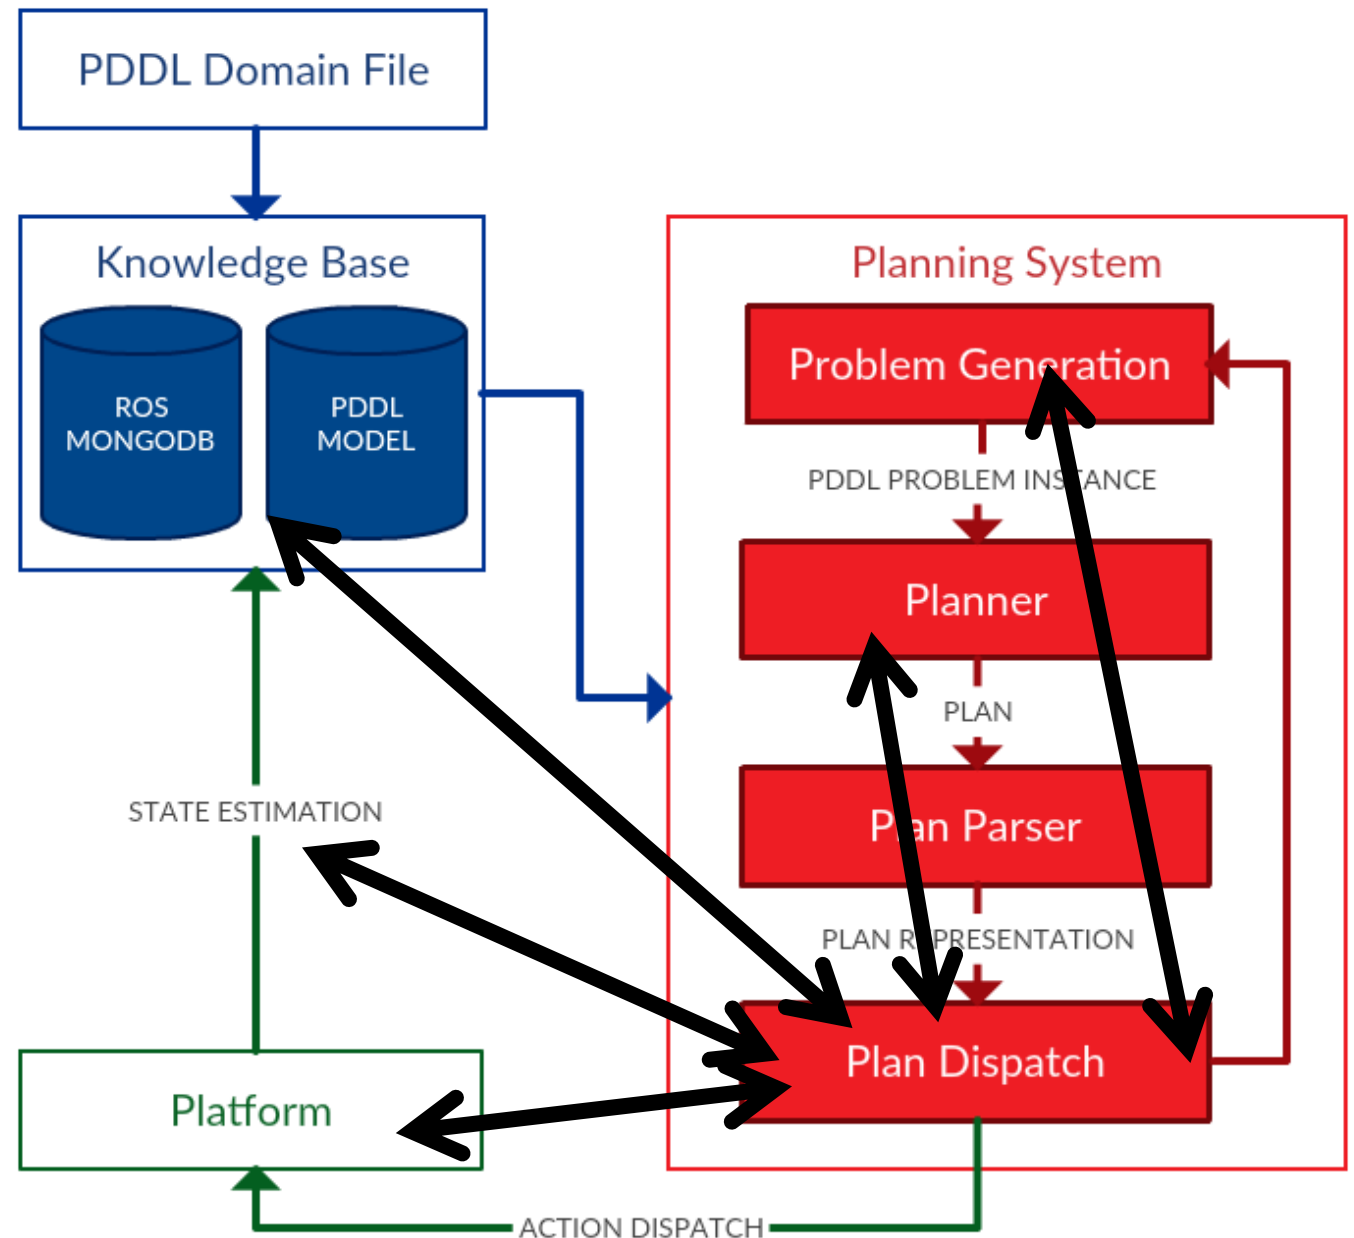 PDDL Domain File
Knowledge Base
ROS
MONGODB
PDDL
MODEL
Planning System
Problem Generation
PDDL PROBLEM INSTANCE
Planner
PLAN
Plan Parser
PLAN REPRESENTATION
Plan Dispatch
STATE ESTIMATION
Platform
ACTION DISPATCH